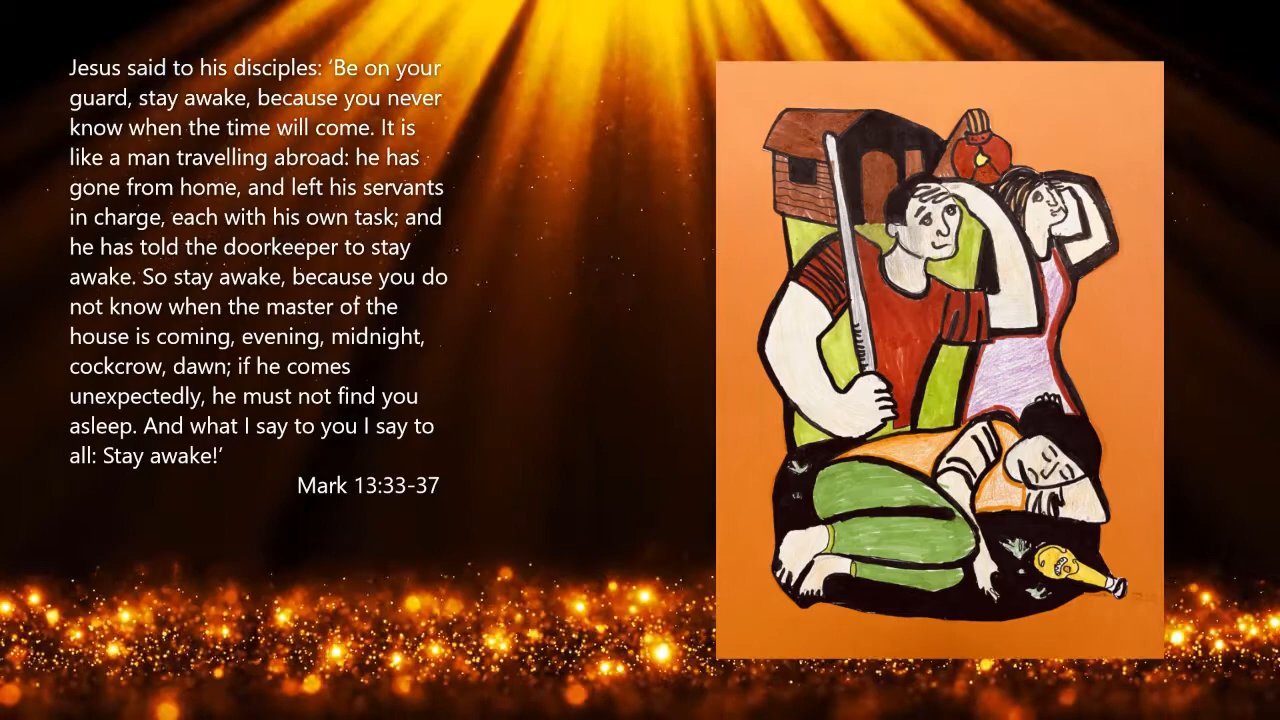 Jesus said to his disciples: ‘Be on your
guard, stay awake, because you never
know when the time will come. It is
like a man travelling abroad: he has
gone from home, and left his servants
in charge, each with his own task; and
he has told the doorkeeper to stay
awake. So stay awake, because you do
not know when the master of the
house is coming, evening, midnight,
cockcrow, dawn; if he comes
unexpectedly, he must not find you
asleep. And what I say to you I say to
all: Stay awake!’
Mark 13:33-37